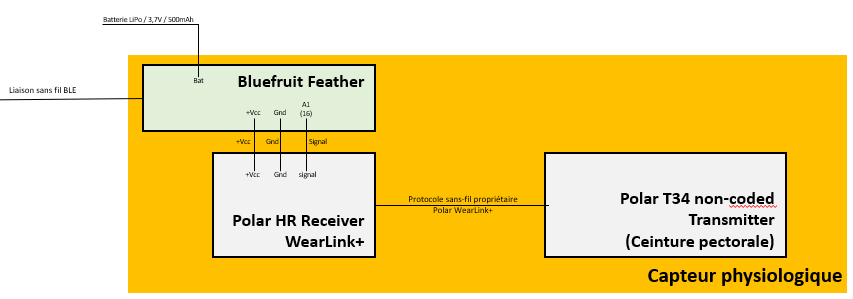 Batterie LiPo / 3,7V / 500mAh
Bat
Bluefruit Feather
Liaison sans fil BLE
+Vcc Gnd A1
(16)
+Vcc Gnd Signal
+Vcc Gnd signal
Polar HR Receiver
WearLink+
Protocole sans-fil propriétaire
Polar WearLink+
Polar T34 non-coded
Transmitter
(Ceinture pectorale)
Capteur physiologique